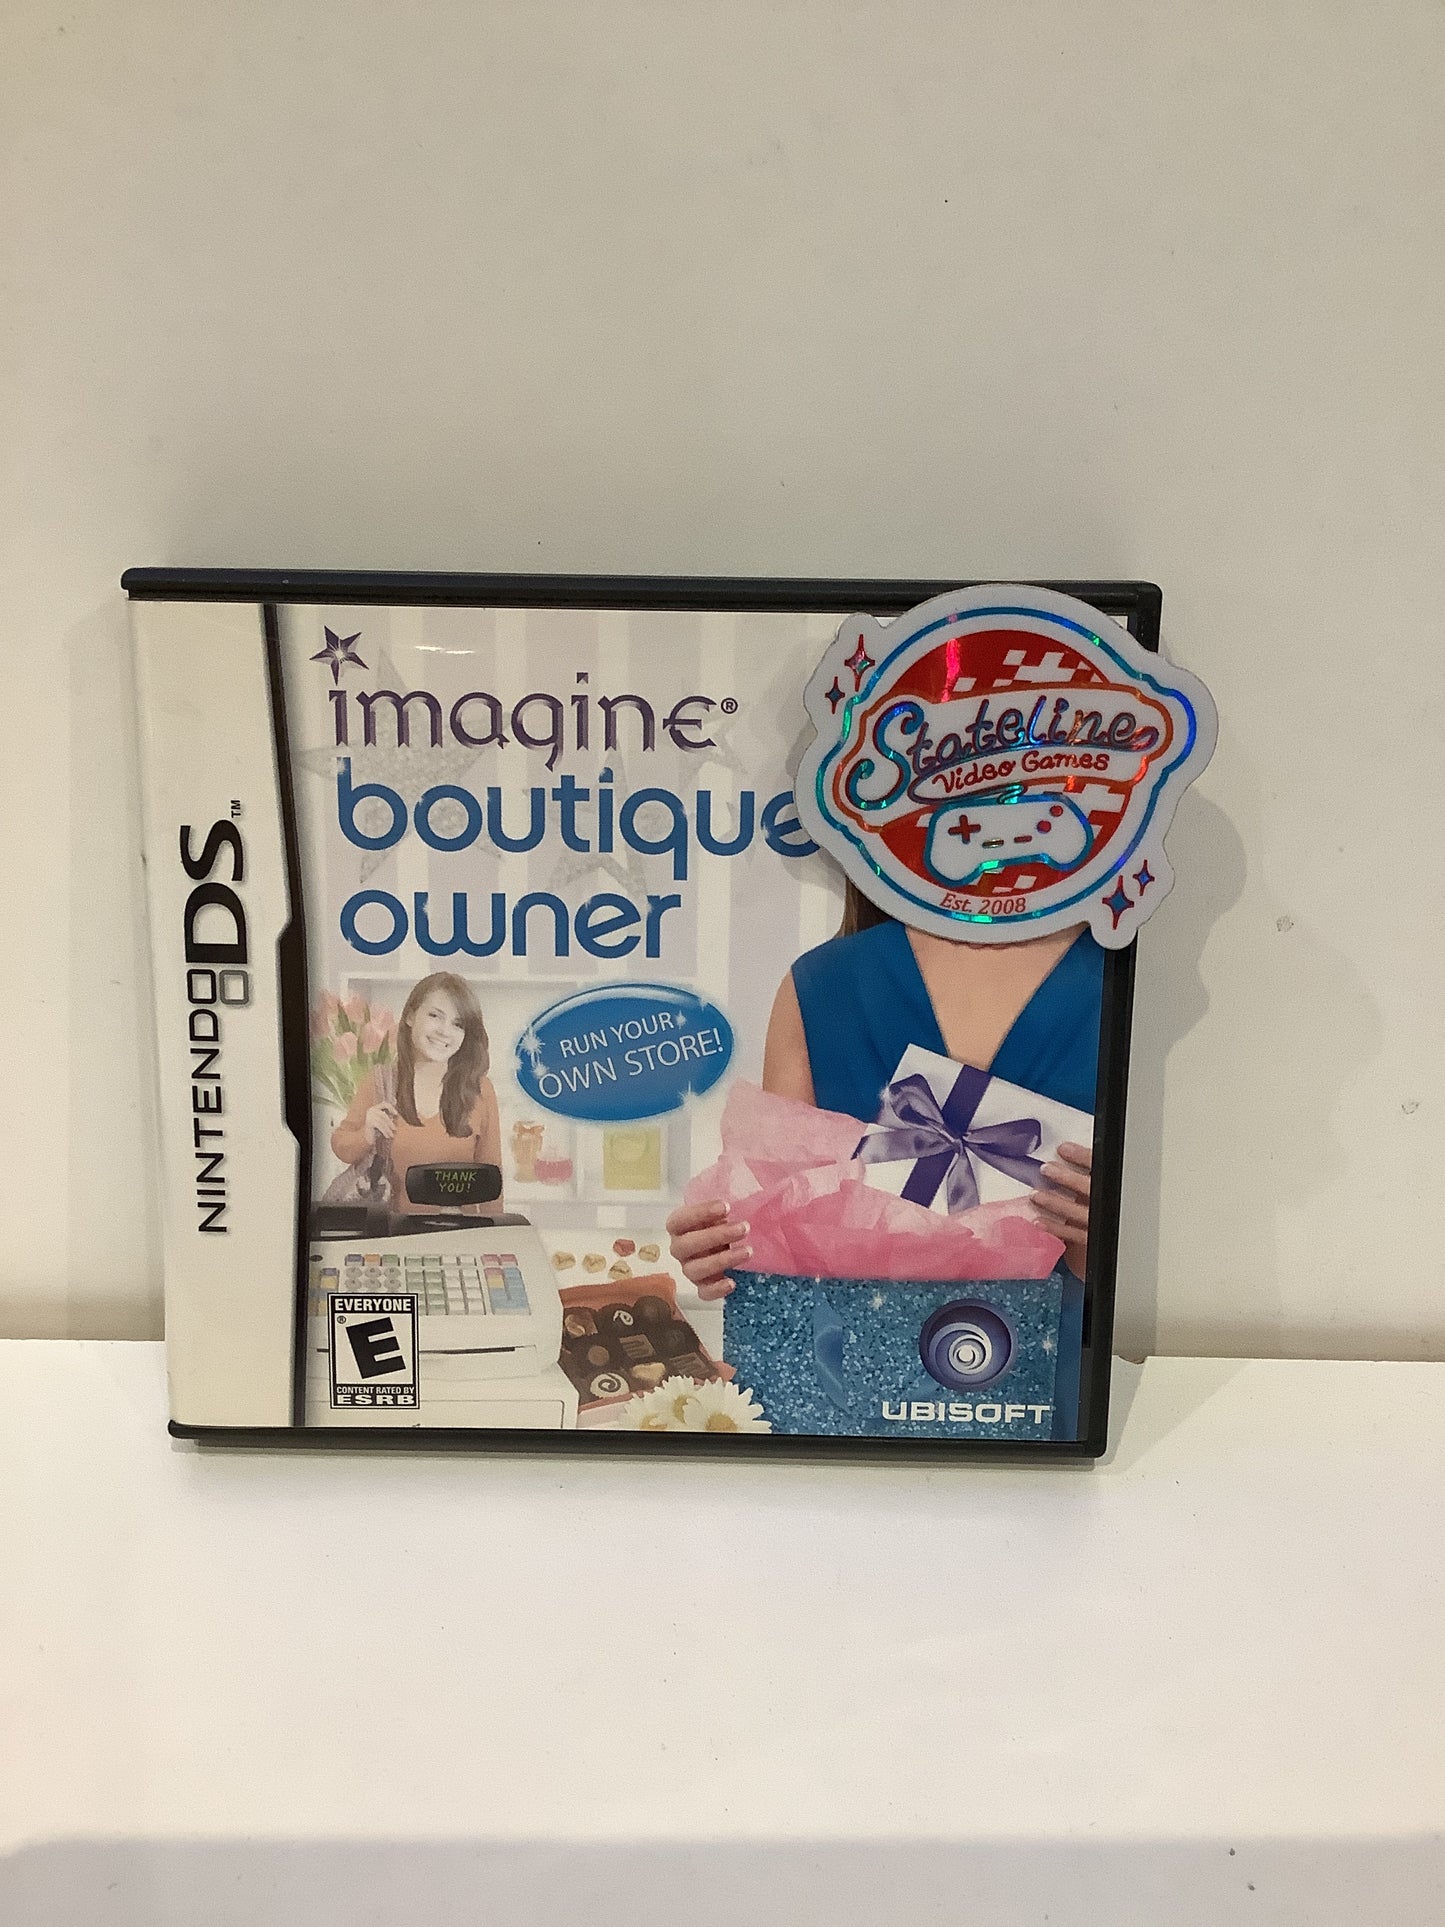 imagine®
boutique
owner
Stateline
Video Games
Est. 2008
NINTENDO DS™
RUN YOUR
OWN STORE!
THANK
YOU!
EVERYONE
E
®
CONTENT RATED BY
ESRB
UBISOFT